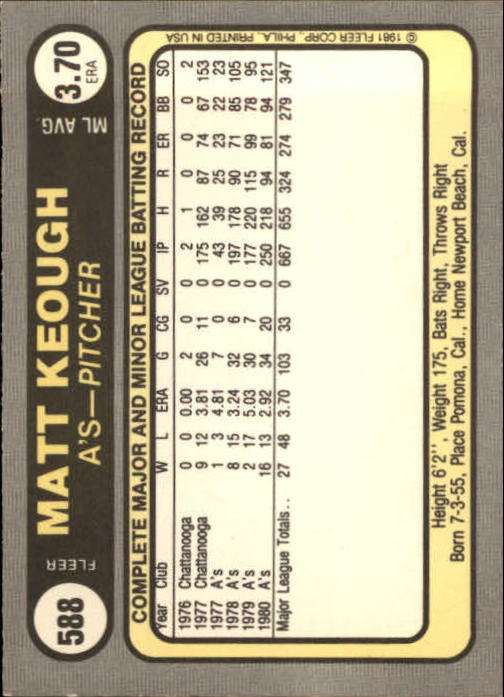 588
FLEER
MATT KEOUGH
A'S—PITCHER
ML AVG.
3.70
ERA
COMPLETE MAJOR AND MINOR LEAGUE BATTING RECORD
Year Club W L ERA G CG SV IP H R ER BB SO
1976 Chattanooga 0 0 0.00 2 0 0 2 1 0 0 0 2
1977 Chattanooga 9 12 3.81 26 11 0 175 162 87 74 67 153
1977 A's 1 3 4.81 7 0 0 43 39 25 23 22 23
1978 A's 8 15 3.24 32 6 0 197 178 90 71 85 105
1979 A's 2 17 5.03 30 7 0 177 220 115 99 78 95
1980 A's 16 13 2.92 34 20 0 250 218 94 81 94 121
Major League Totals.. 27 48 3.70 103 33 0 667 655 324 274 279 347
Height 6'2'', Weight 175, Bats Right, Throws Right
Born 7-3-55, Place Pomona, Cal., Home Newport Beach, Cal.
© 1981 FLEER CORP., PHILA., PRINTED IN USA